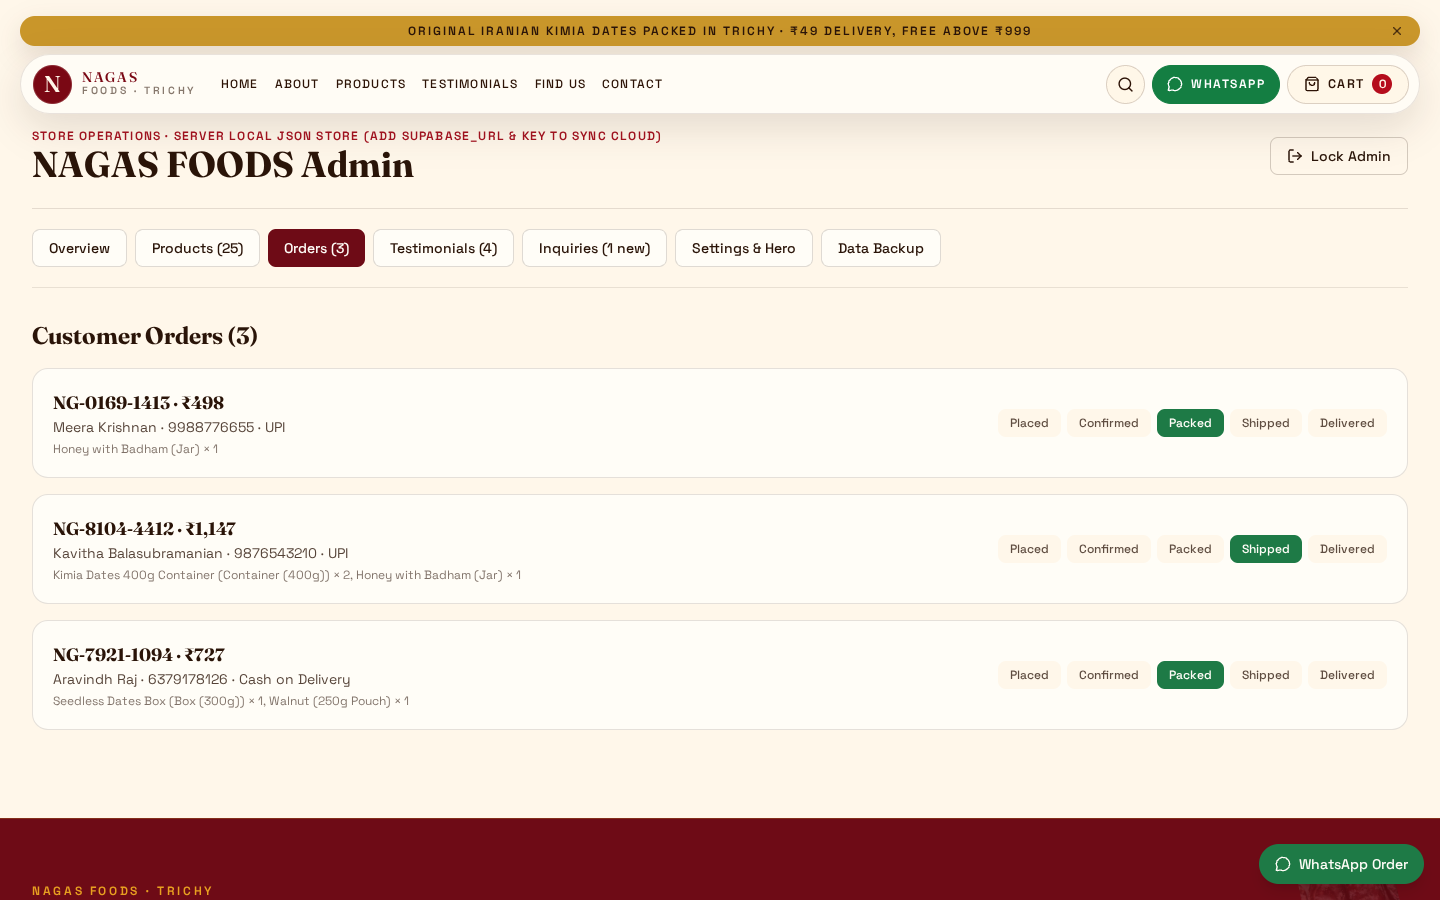 ORIGINAL IRANIAN KIMIA DATES PACKED IN TRICHY · ₹49 DELIVERY, FREE ABOVE ₹999
N NAGAS
FOODS · TRICHY
HOME ABOUT PRODUCTS TESTIMONIALS FIND US CONTACT
WHATSAPP
CART 0
STORE OPERATIONS · SERVER LOCAL JSON STORE (ADD SUPABASE_URL & KEY TO SYNC CLOUD)
NAGAS FOODS Admin
Lock Admin
Overview Products (25) Orders (3) Testimonials (4) Inquiries (1 new) Settings & Hero Data Backup
Customer Orders (3)
NG-0169-1413 · ₹498
Meera Krishnan · 9988776655 · UPI
Honey with Badham (Jar) × 1
Placed Confirmed Packed Shipped Delivered
NG-8104-4412 · ₹1,147
Kavitha Balasubramanian · 9876543210 · UPI
Kimia Dates 400g Container (Container (400g)) × 2, Honey with Badham (Jar) × 1
Placed Confirmed Packed Shipped Delivered
NG-7921-1094 · ₹727
Aravindh Raj · 6379178126 · Cash on Delivery
Seedless Dates Box (Box (300g)) × 1, Walnut (250g Pouch) × 1
Placed Confirmed Packed Shipped Delivered
WhatsApp Order
NAGAS FOODS · TRICHY